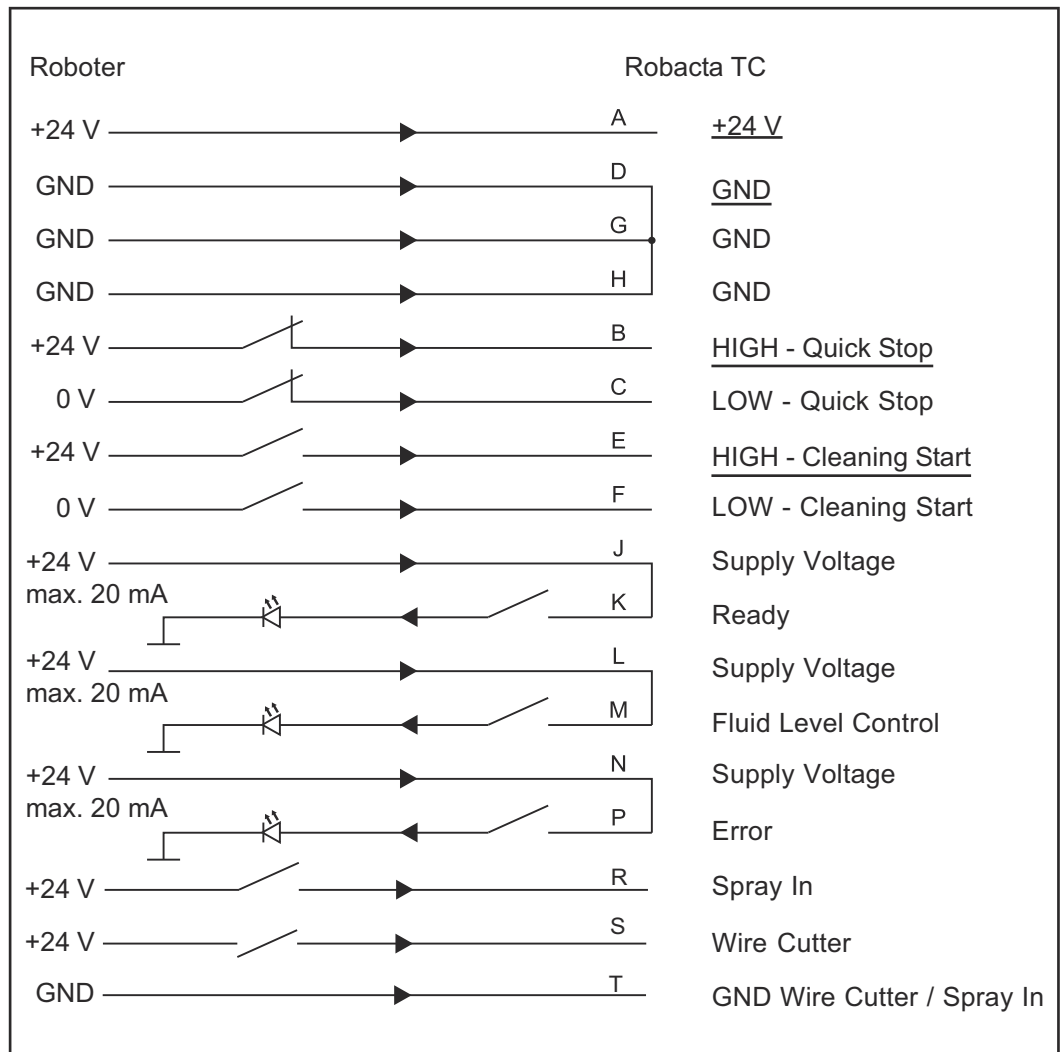 Roboter Robacta TC
+24 V A +24 V
GND D GND
GND G GND
GND H GND
+24 V B HIGH - Quick Stop
0 V C LOW - Quick Stop
+24 V E HIGH - Cleaning Start
0 V F LOW - Cleaning Start
+24 V J Supply Voltage
max. 20 mA K Ready
+24 V L Supply Voltage
max. 20 mA M Fluid Level Control
+24 V N Supply Voltage
max. 20 mA P Error
+24 V R Spray In
+24 V S Wire Cutter
GND T GND Wire Cutter / Spray In